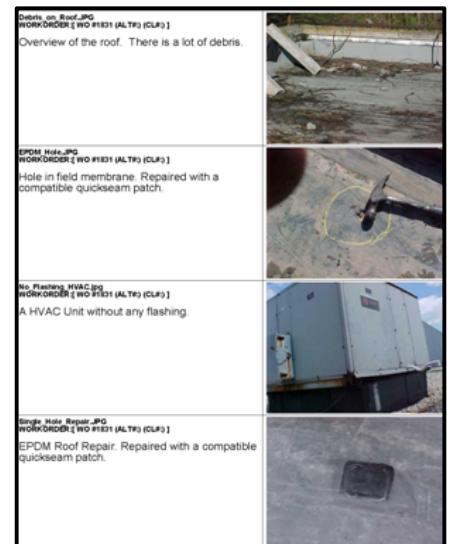 Debris_on_Roof.JPG
WORKORDER:[ WO #1831 (ALT#:) (CL#:) ]
Overview of the roof.  There is a lot of debris.
EPDM_Hole.JPG
WORKORDER:[ WO #1831 (ALT#:) (CL#:) ]
Hole in field membrane. Repaired with a
compatible quickseam patch.
No_Flashing_HVAC.jpg
WORKORDER:[ WO #1831 (ALT#:) (CL#:) ]
A HVAC Unit without any flashing.
Single_Hole_Repair.JPG
WORKORDER:[ WO #1831 (ALT#:) (CL#:) ]
EPDM Roof Repair. Repaired with a compatible
quickseam patch.